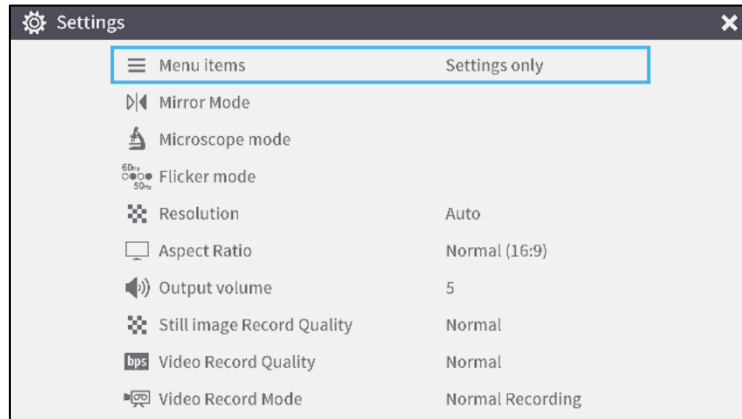 Settings
Menu items Settings only
Mirror Mode
Microscope mode
60Hz
50Hz Flicker mode
Resolution Auto
Aspect Ratio Normal (16:9)
Output volume 5
Still image Record Quality Normal
bps Video Record Quality Normal
Video Record Mode Normal Recording